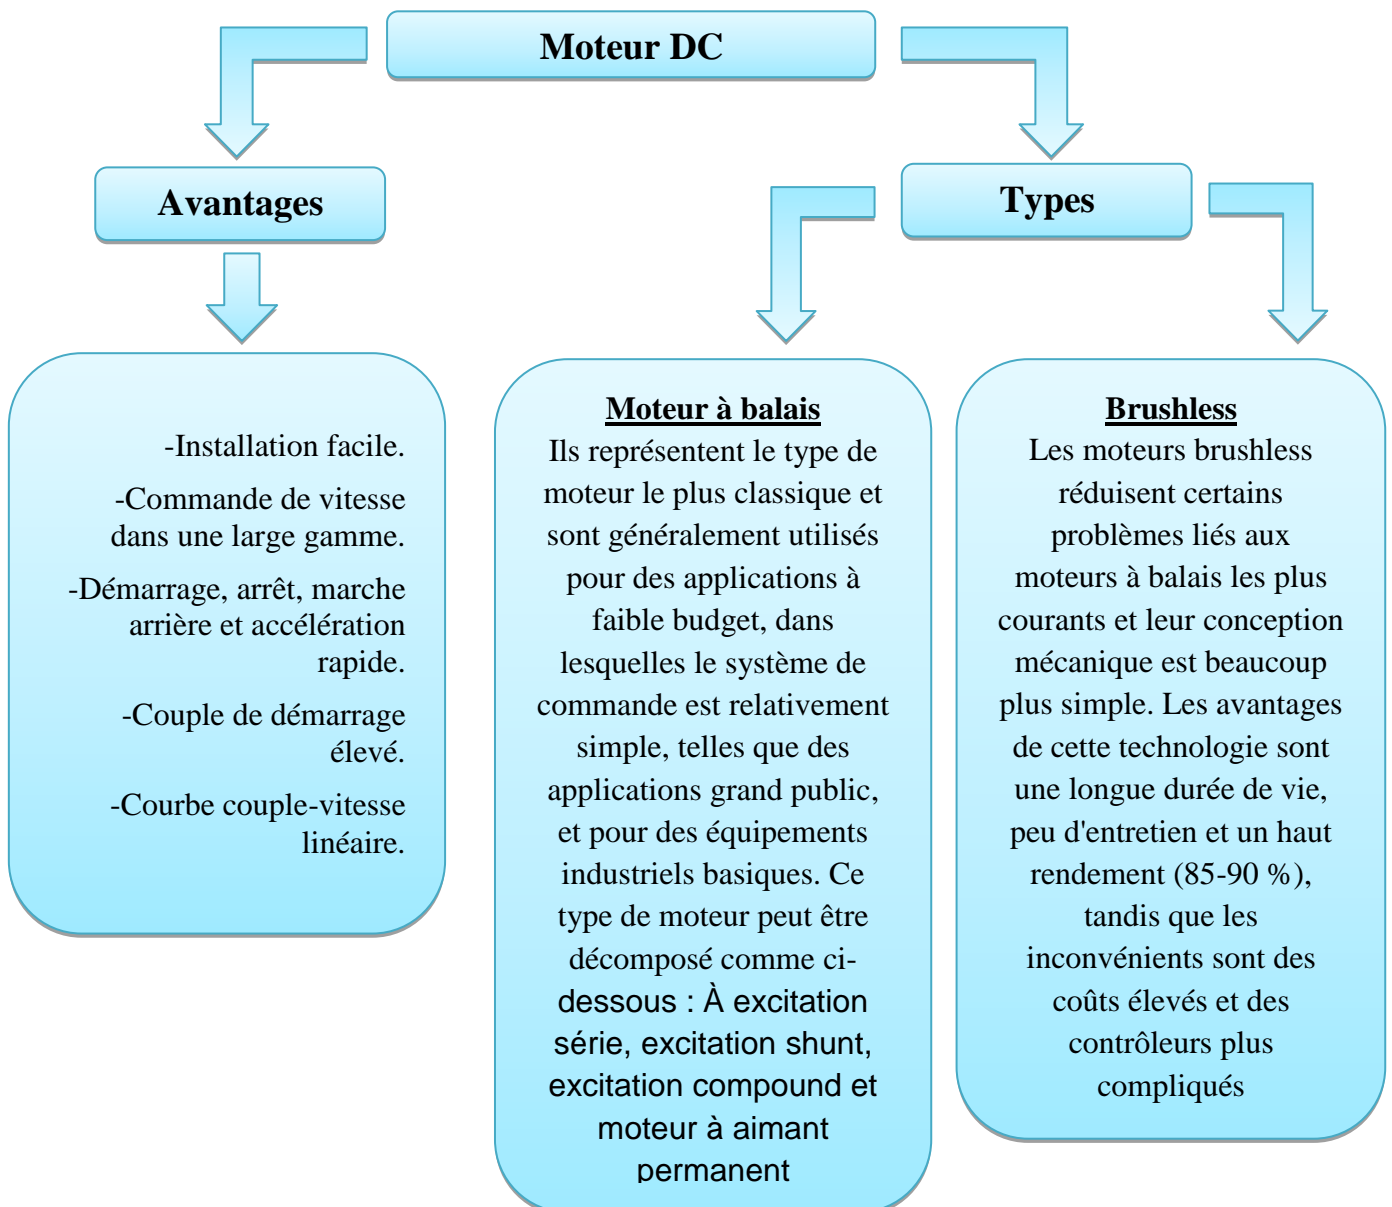 Moteur DC
Avantages
Types
-Installation facile.
-Commande de vitesse
dans une large gamme.
-Démarrage, arrêt, marche
arrière et accélération
rapide.
-Couple de démarrage
élevé.
-Courbe couple-vitesse
linéaire.
Moteur à balais
Ils représentent le type de
moteur le plus classique et
sont généralement utilisés
pour des applications à
faible budget, dans
lesquelles le système de
commande est relativement
simple, telles que des
applications grand public,
et pour des équipements
industriels basiques. Ce
type de moteur peut être
décomposé comme ci-
dessous : À excitation
série, excitation shunt,
excitation compound et
moteur à aimant
permanent
Brushless
Les moteurs brushless
réduisent certains
problèmes liés aux
moteurs à balais les plus
courants et leur conception
mécanique est beaucoup
plus simple. Les avantages
de cette technologie sont
une longue durée de vie,
peu d'entretien et un haut
rendement (85-90 %),
tandis que les
inconvénients sont des
coûts élevés et des
contrôleurs plus
compliqués